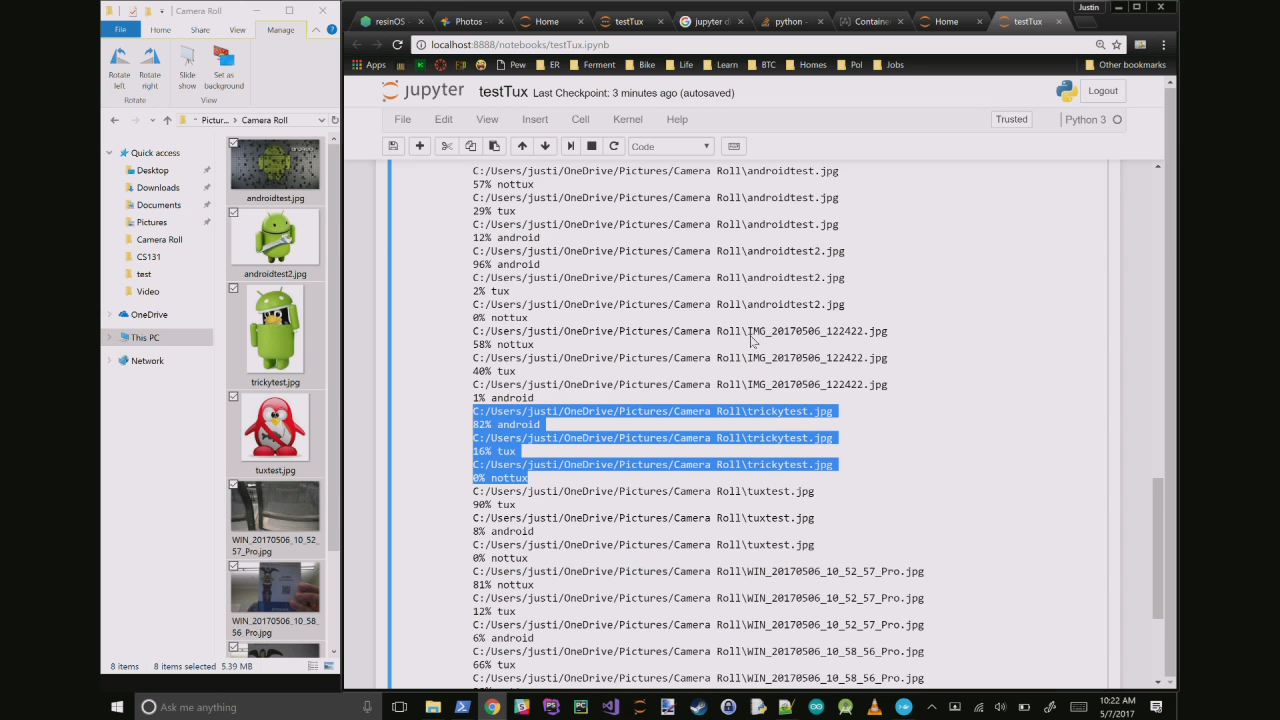 Camera Roll
File
Home
Share
View
Manage
Rotate left
Rotate right
Slide show
Set as background
Rotate
View
Pictur...
Camera Roll
Quick access
Desktop
Downloads
Documents
Pictures
Camera Roll
CS131
test
Video
OneDrive
This PC
Network
androidtest.jpg
androidtest2.jpg
trickytest.jpg
tuxtest.jpg
WIN_20170506_10_52_
57_Pro.jpg
WIN_20170506_10_58_
56_Pro.jpg
8 items 8 items selected 5.39 MB
Justin
resinOS -
Photos -
Home
testTux
jupyter d
python -
Containe
Home
testTux
localhost:8888/notebooks/testTux.ipynb
Apps
Pew
ER
Ferment
Bike
Life
Learn
BTC
Homes
Pol
Jobs
Other bookmarks
jupyter testTux Last Checkpoint: 3 minutes ago (autosaved)
Logout
File Edit View Insert Cell Kernel Help
Trusted
Python 3
Code
C:/Users/justi/OneDrive/Pictures/Camera Roll\androidtest.jpg
57% nottux
C:/Users/justi/OneDrive/Pictures/Camera Roll\androidtest.jpg
29% tux
C:/Users/justi/OneDrive/Pictures/Camera Roll\androidtest.jpg
12% android
C:/Users/justi/OneDrive/Pictures/Camera Roll\androidtest2.jpg
96% android
C:/Users/justi/OneDrive/Pictures/Camera Roll\androidtest2.jpg
2% tux
C:/Users/justi/OneDrive/Pictures/Camera Roll\androidtest2.jpg
0% nottux
C:/Users/justi/OneDrive/Pictures/Camera Roll\IMG_20170506_122422.jpg
58% nottux
C:/Users/justi/OneDrive/Pictures/Camera Roll\IMG_20170506_122422.jpg
40% tux
C:/Users/justi/OneDrive/Pictures/Camera Roll\IMG_20170506_122422.jpg
1% android
C:/Users/justi/OneDrive/Pictures/Camera Roll\trickytest.jpg
82% android
C:/Users/justi/OneDrive/Pictures/Camera Roll\trickytest.jpg
16% tux
C:/Users/justi/OneDrive/Pictures/Camera Roll\trickytest.jpg
0% nottux
C:/Users/justi/OneDrive/Pictures/Camera Roll\tuxtest.jpg
90% tux
C:/Users/justi/OneDrive/Pictures/Camera Roll\tuxtest.jpg
8% android
C:/Users/justi/OneDrive/Pictures/Camera Roll\tuxtest.jpg
0% nottux
C:/Users/justi/OneDrive/Pictures/Camera Roll\WIN_20170506_10_52_57_Pro.jpg
81% nottux
C:/Users/justi/OneDrive/Pictures/Camera Roll\WIN_20170506_10_52_57_Pro.jpg
12% tux
C:/Users/justi/OneDrive/Pictures/Camera Roll\WIN_20170506_10_52_57_Pro.jpg
6% android
C:/Users/justi/OneDrive/Pictures/Camera Roll\WIN_20170506_10_58_56_Pro.jpg
66% tux
C:/Users/justi/OneDrive/Pictures/Camera Roll\WIN_20170506_10_58_56_Pro.jpg
Ask me anything
10:22 AM
5/7/2017